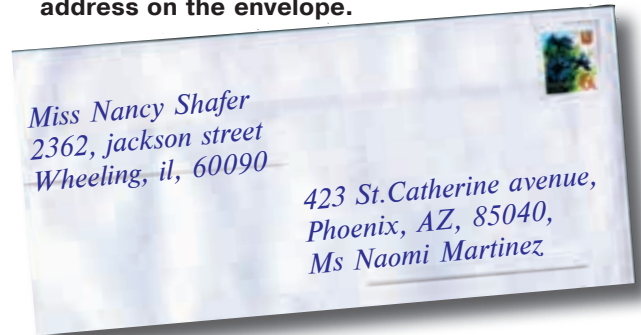 address on the envelope.
Miss Nancy Shafer
2362, jackson street
Wheeling, il, 60090
423 St.Catherine avenue,
Phoenix, AZ, 85040,
Ms Naomi Martinez